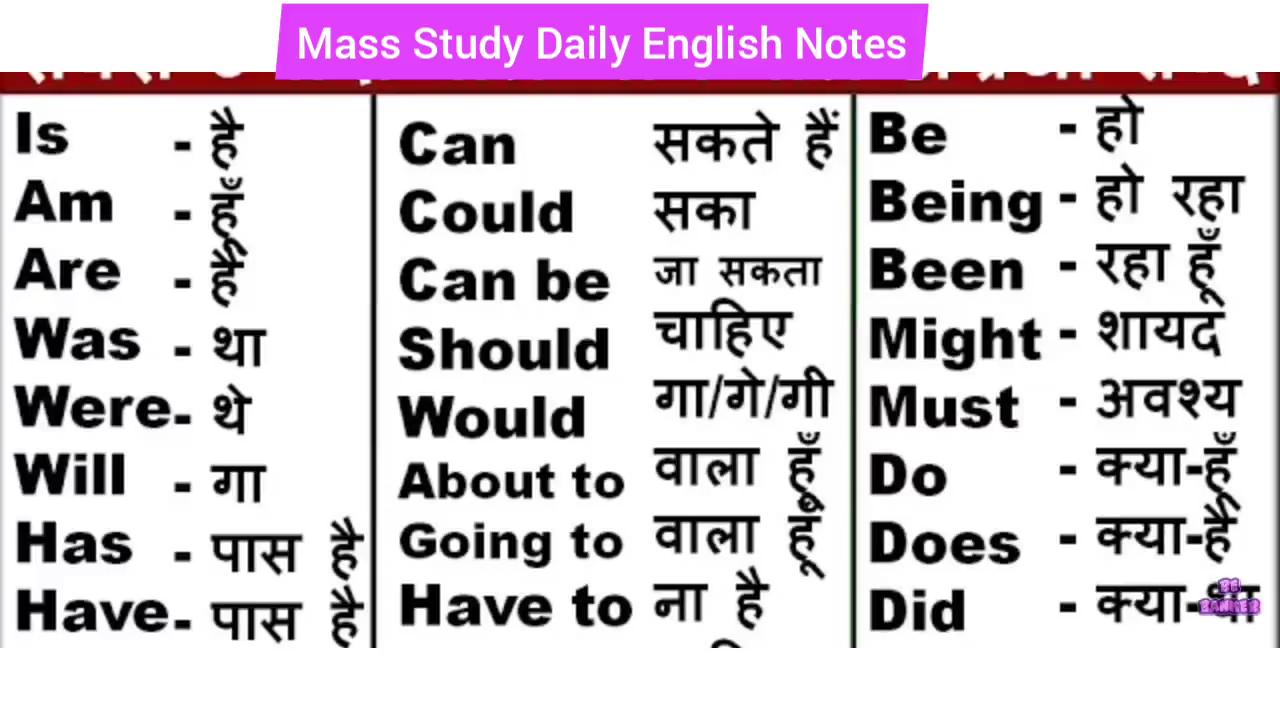 Mass Study Daily English Notes
Is - है
Am - हूँ
Are - हैं
Was - था
Were - थे
Will - गा
Has - पास है
Have - पास है
Can सकते हैं
Could सका
Can be जा सकता
Should चाहिए
Would गा/गे/गी
About to वाला हूँ
Going to वाला हूँ
Have to ना है
Be - हो
Being - हो रहा
Been - रहा हूँ
Might - शायद
Must - अवश्य
Do - क्या-हूँ
Does - क्या-है
Did - क्या-
BE BANKER